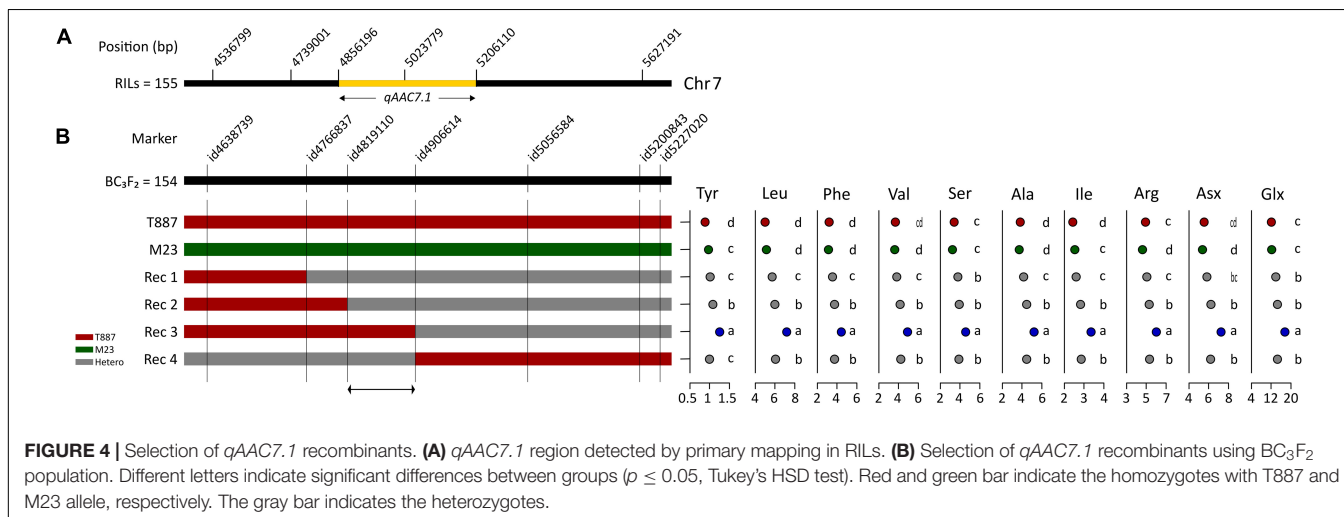 A
Position (bp)
4536799 4739001 4856196 5023779 5206110 5627191
RILs = 155 Chr 7
qAAC7.1
B
Marker
id4638739 id4766837 id4819110 id4906614 id5056584 id5200843 id5227020
BC₃F₂ = 154
Tyr Leu Phe Val Ser Ala Ile Arg Asx Glx
T887 d d d cd c d d c cd c
M23 c d d d c d c d d c
Rec 1 c c c c b c c c bc b
Rec 2 b b b b b b b b b b
Rec 3 a a a a a a a a a a
Rec 4 c b b b b b b b b b
T887
M23
Hetero
0.5 1 1.5 4 6 8 2 4 6 2 4 6 2 4 6 2 4 6 2 3 4 3 5 7 4 6 8 4 12 20
FIGURE 4 | Selection of qAAC7.1 recombinants. (A) qAAC7.1 region detected by primary mapping in RILs. (B) Selection of qAAC7.1 recombinants using BC₃F₂
population. Different letters indicate significant differences between groups (p ≤ 0.05, Tukey's HSD test). Red and green bar indicate the homozygotes with T887 and
M23 allele, respectively. The gray bar indicates the heterozygotes.